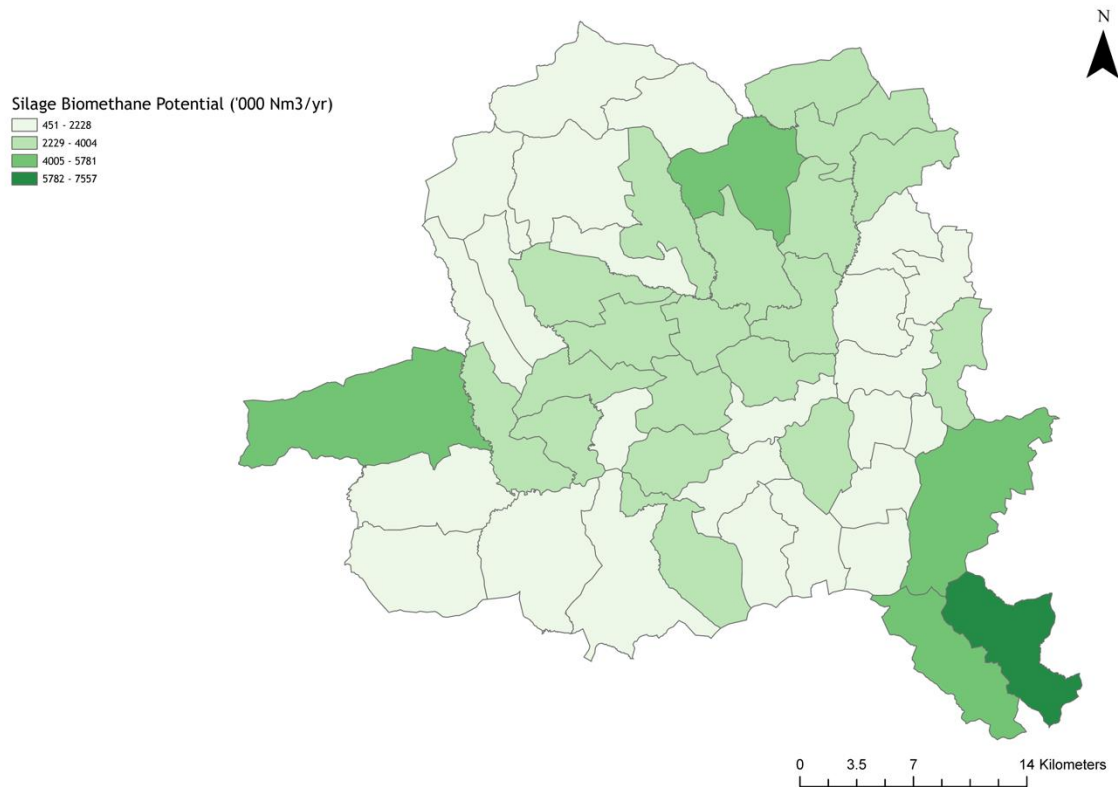 N
Silage Biomethane Potential ('000 Nm3/yr)
451 - 2228
2229 - 4004
4005 - 5781
5782 - 7557
0 3.5 7 14 Kilometers